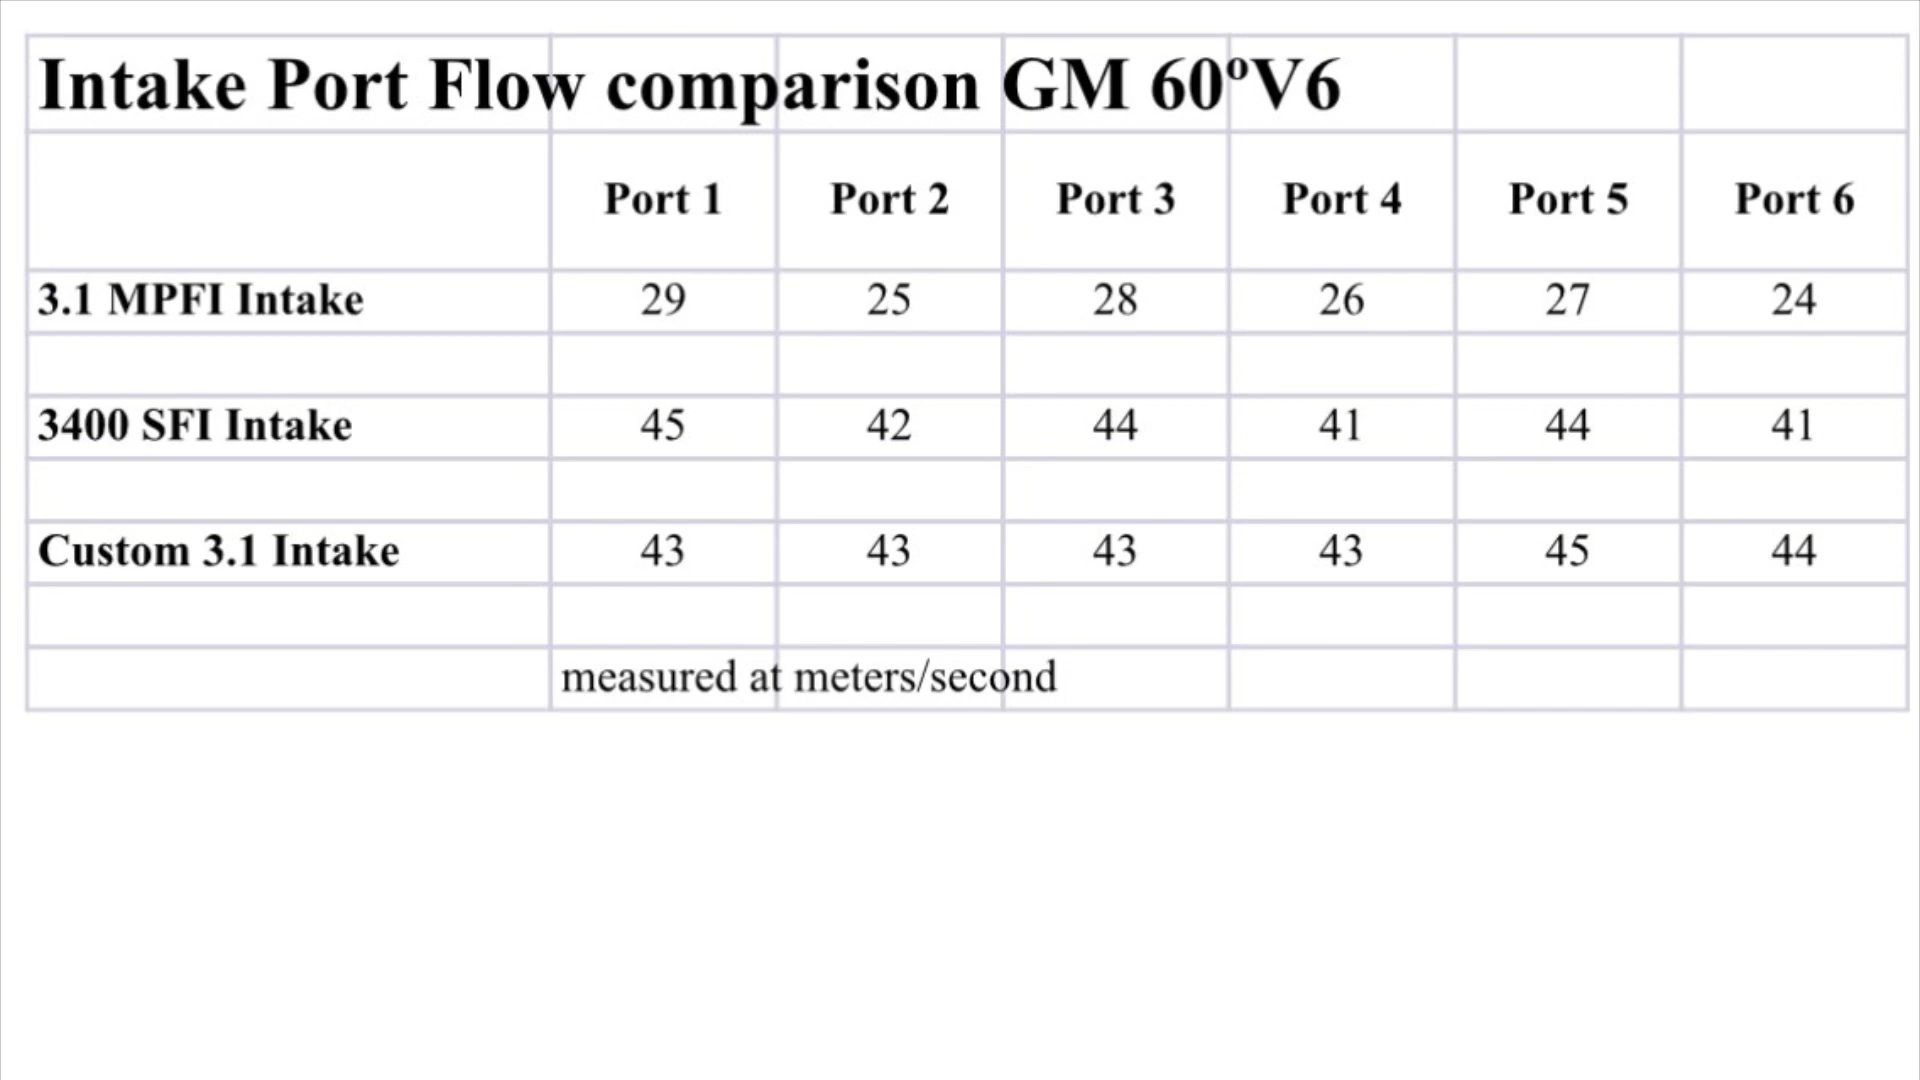 Intake Port Flow comparison GM 60ºV6
Port 1 Port 2 Port 3 Port 4 Port 5 Port 6
3.1 MPFI Intake 29 25 28 26 27 24
3400 SFI Intake 45 42 44 41 44 41
Custom 3.1 Intake 43 43 43 43 45 44
measured at meters/second